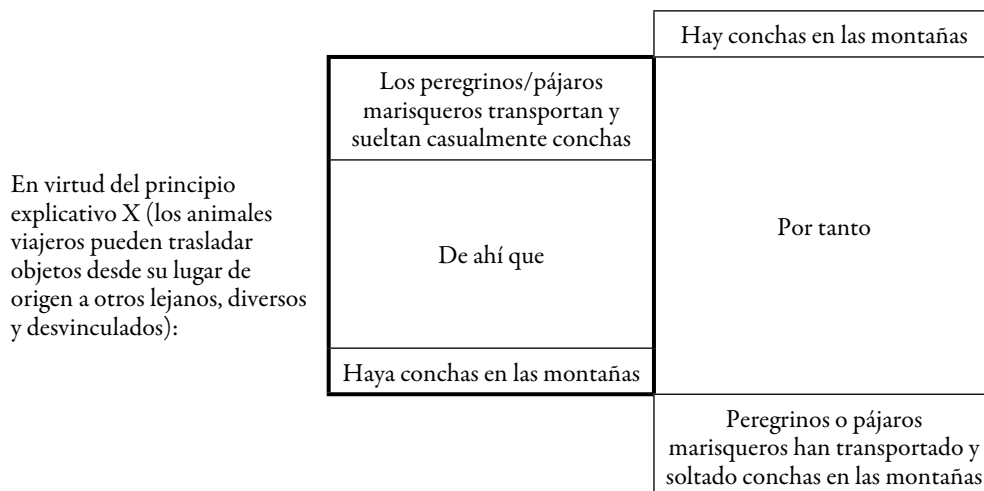 Hay conchas en las montañas
Los peregrinos/pájaros
marisqueros transportan y
sueltan casualmente conchas
En virtud del principio
explicativo X (los animales
viajeros pueden trasladar
objetos desde su lugar de
origen a otros lejanos, diversos
y desvinculados):
De ahí que
Por tanto
Haya conchas en las montañas
Peregrinos o pájaros
marisqueros han transportado y
soltado conchas en las montañas